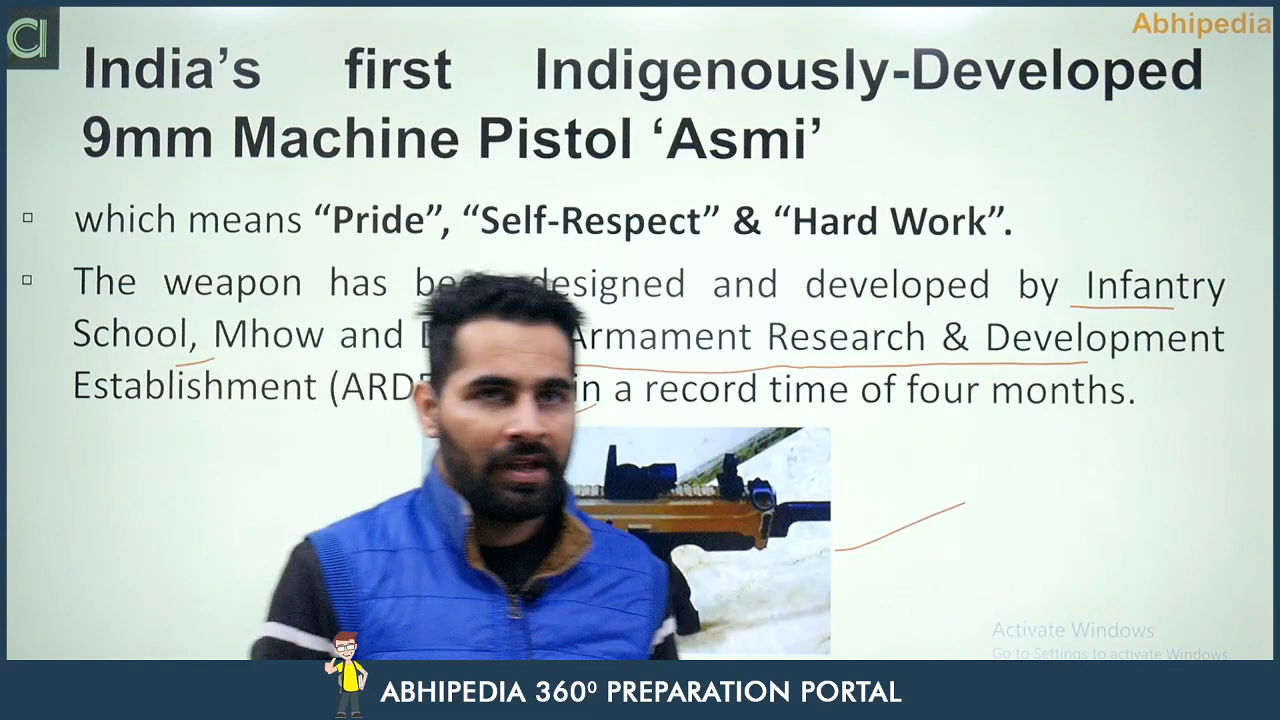 Abhipedia
India's first Indigenously-Developed
9mm Machine Pistol ‘Asmi’
which means “Pride”, “Self-Respect” & “Hard Work”.
The weapon has designed and developed by Infantry
School, Mhow and Armament Research & Development
Establishment (ARD in a record time of four months.
Activate Windows
Go to Settings to activate Windows.
ABHIPEDIA 360⁰ PREPARATION PORTAL